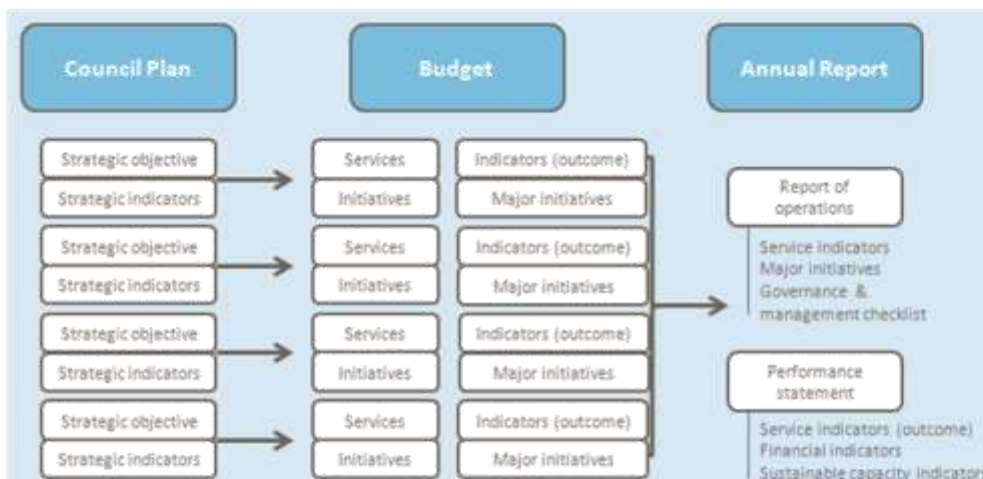 Council Plan
Budget
Annual Report
Strategic objective
Strategic indicators
Services
Initiatives
Indicators (outcome)
Major initiatives
Strategic objective
Strategic indicators
Services
Initiatives
Indicators (outcome)
Major initiatives
Strategic objective
Strategic indicators
Services
Initiatives
Indicators (outcome)
Major initiatives
Strategic objective
Strategic indicators
Services
Initiatives
Indicators (outcome)
Major initiatives
Report of
operations
Service indicators
Major initiatives
Governance &
management checklist
Performance
statement
Service indicators (outcome)
Financial indicators
Sustainable capacity indicators